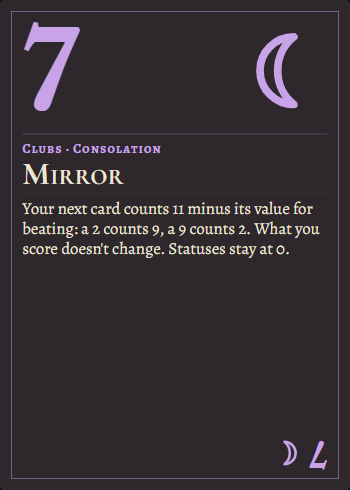 7
Clubs · Consolation
Mirror
Your next card counts 11 minus its value for
beating: a 2 counts 9, a 9 counts 2. What you
score doesn't change. Statuses stay at 0.
7